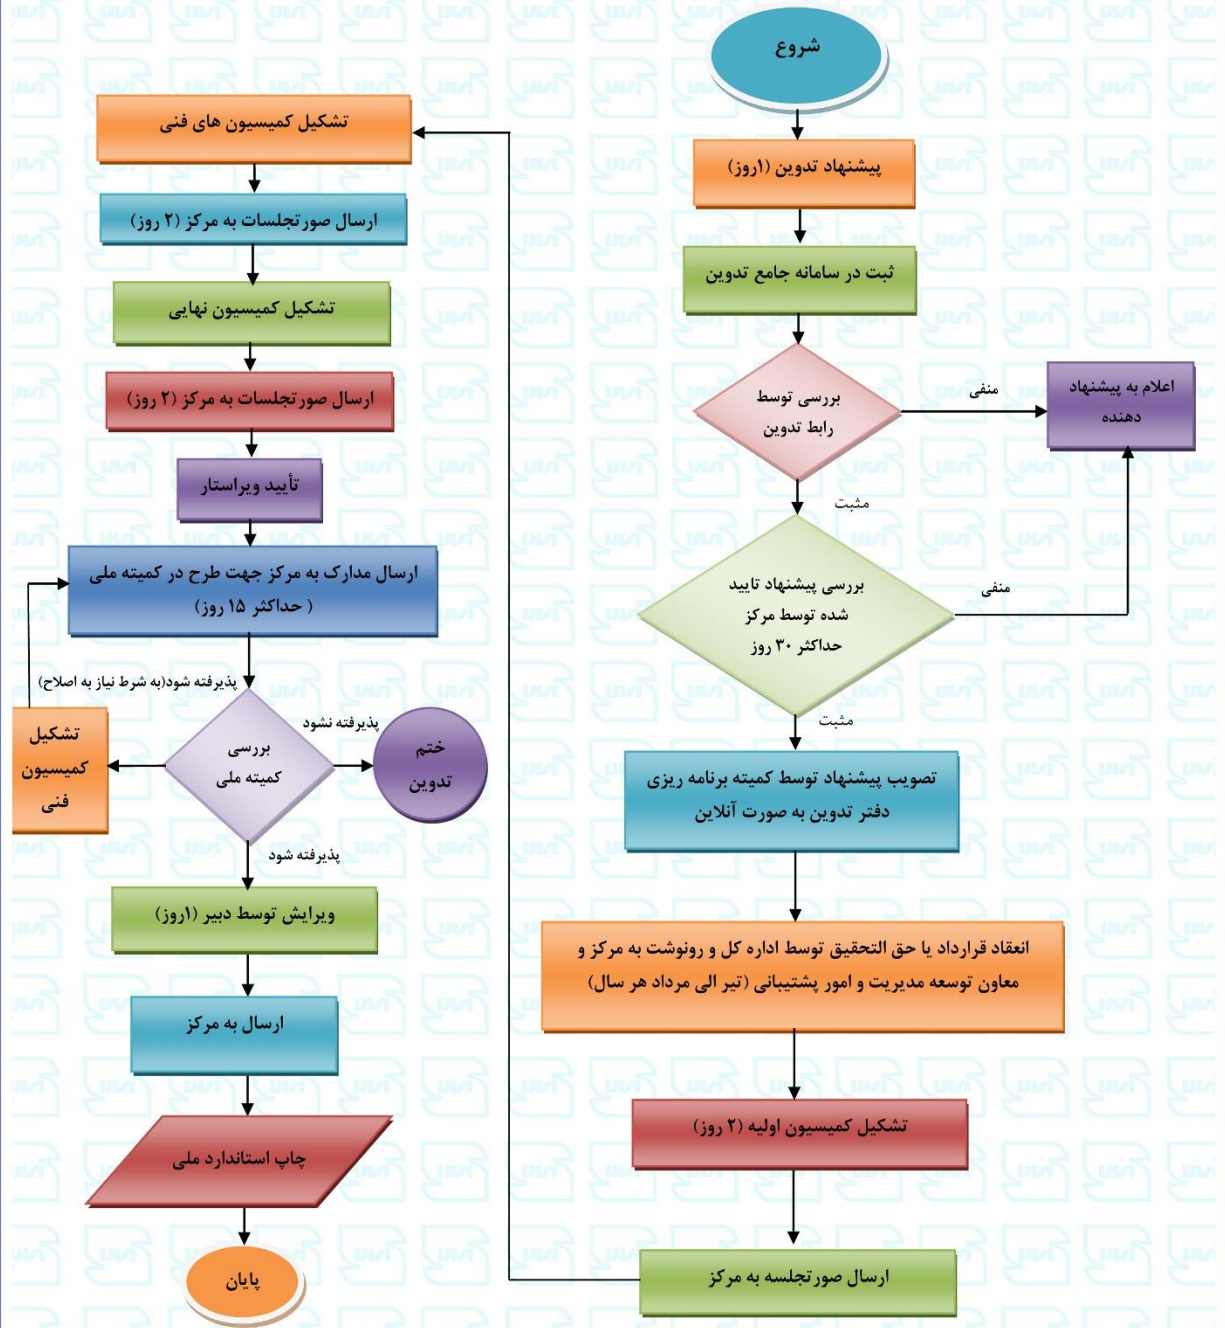 شروع
پیشنهاد تدوین (۱روز)
ثبت در سامانه جامع تدوین
بررسی توسط
رابط تدوین
منفی
اعلام به پیشنهاد
دهنده
مثبت
بررسی پیشنهاد تایید
شده توسط مرکز
حداکثر ۳۰ روز
منفی
مثبت
تصویب پیشنهاد توسط کمیته برنامه ریزی
دفتر تدوین به صورت آنلاین
انعقاد قرارداد یا حق التحقیق توسط اداره کل و رونوشت به مرکز و
معاون توسعه مدیریت و امور پشتیبانی (تیر الی مرداد هر سال)
تشکیل کمیسیون اولیه (۲ روز)
ارسال صورتجلسه به مرکز
تشکیل کمیسیون های فنی
ارسال صورتجلسات به مرکز (۲ روز)
تشکیل کمیسیون نهایی
ارسال صورتجلسات به مرکز (۲ روز)
تأیید ویراستار
ارسال مدارک به مرکز جهت طرح در کمیته ملی
( حداکثر ۱۵ روز)
پذیرفته شود(به شرط نیاز به اصلاح)
بررسی
کمیته ملی
پذیرفته نشود
ختم
تدوین
تشکیل
کمیسیون
فنی
پذیرفته شود
ویرایش توسط دبیر (۱روز)
ارسال به مرکز
چاپ استاندارد ملی
پایان